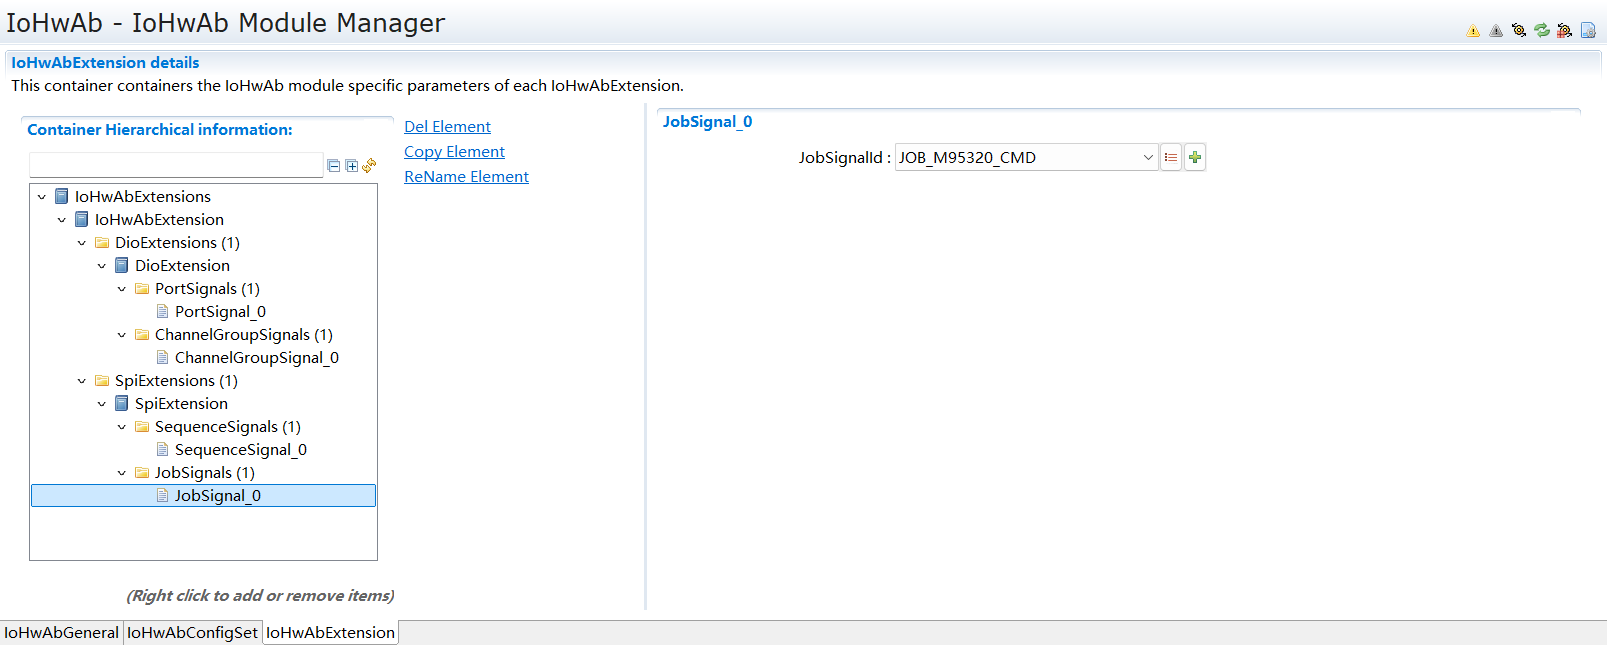 IoHwAb - IoHwAb Module Manager
IoHwAbExtension details
This container containers the IoHwAb module specific parameters of each IoHwAbExtension.
Container Hierarchical information:
Del Element
Copy Element
ReName Element
IoHwAbExtensions
IoHwAbExtension
DioExtensions (1)
DioExtension
PortSignals (1)
PortSignal_0
ChannelGroupSignals (1)
ChannelGroupSignal_0
SpiExtensions (1)
SpiExtension
SequenceSignals (1)
SequenceSignal_0
JobSignals (1)
JobSignal_0
(Right click to add or remove items)
JobSignal_0
JobSignalId : JOB_M95320_CMD
IoHwAbGeneral IoHwAbConfigSet IoHwAbExtension